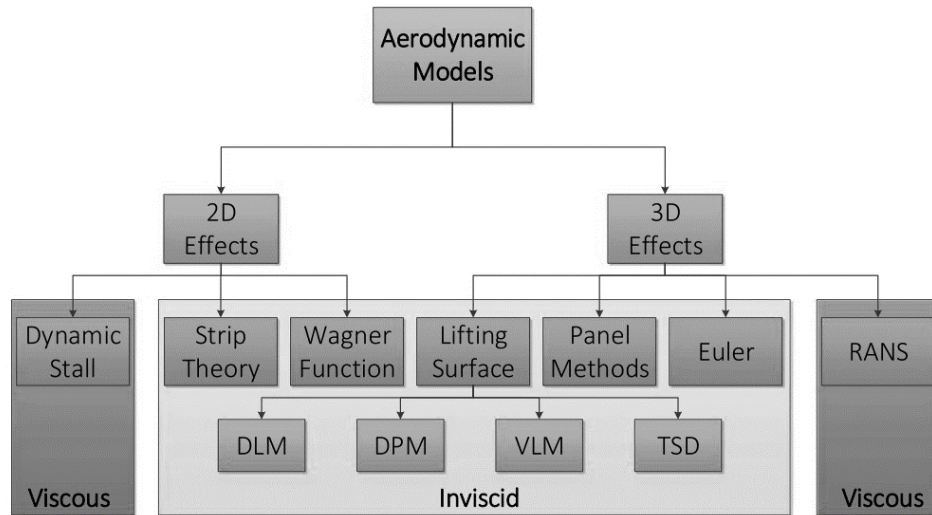 Aerodynamic
Models
2D
Effects
3D
Effects
Dynamic
Stall
Strip
Theory
Wagner
Function
Lifting
Surface
Panel
Methods
Euler
RANS
DLM
DPM
VLM
TSD
Viscous
Inviscid
Viscous